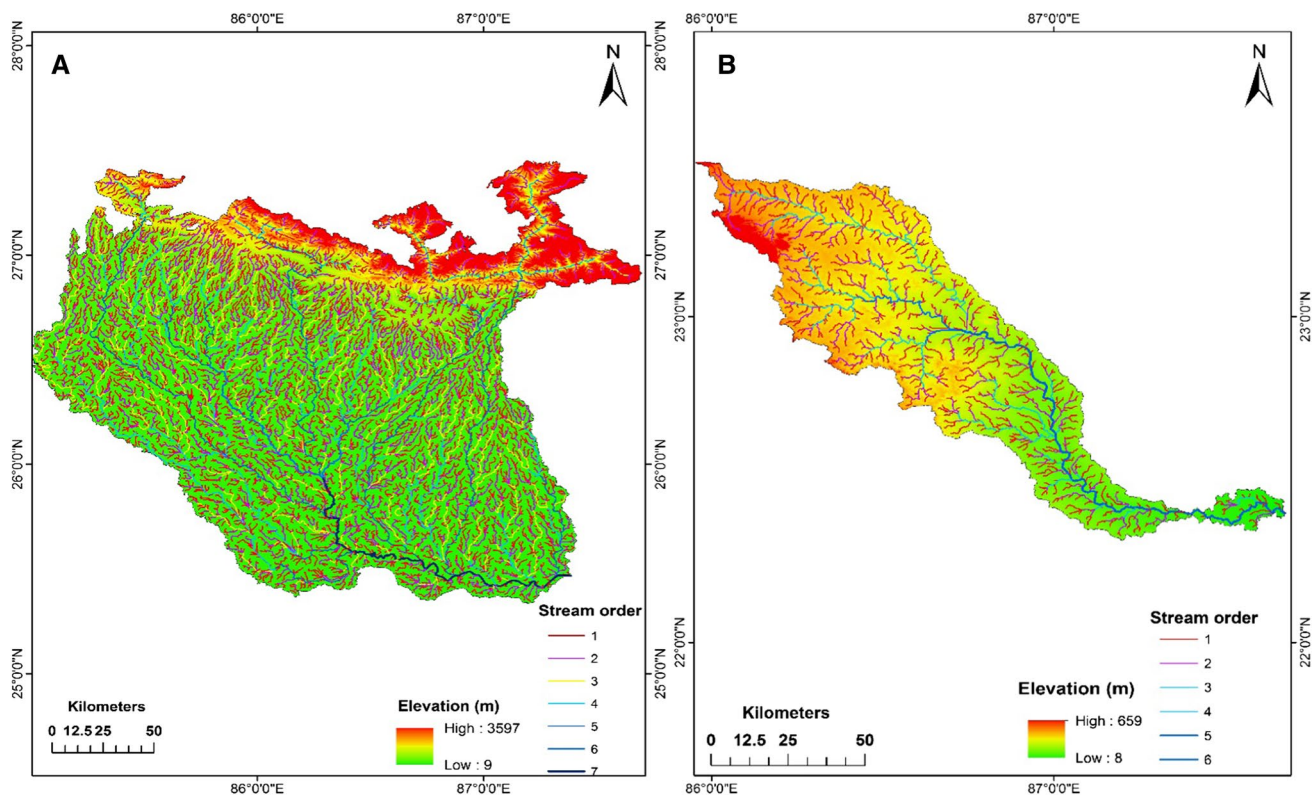 86°0'0"E
87°0'0"E
A
N
28°0'0"N
27°0'0"N
26°0'0"N
25°0'0"N
Stream order
1
2
3
4
5
6
7
Kilometers
0 12.5 25 50
Elevation (m)
High : 3597
Low : 9
86°0'0"E
87°0'0"E
86°0'0"E
87°0'0"E
B
N
28°0'0"N
27°0'0"N
26°0'0"N
25°0'0"N
23°0'0"N
22°0'0"N
23°0'0"N
22°0'0"N
Stream order
1
2
3
4
5
6
Kilometers
0 12.5 25 50
Elevation (m)
High : 659
Low : 8
86°0'0"E
87°0'0"E